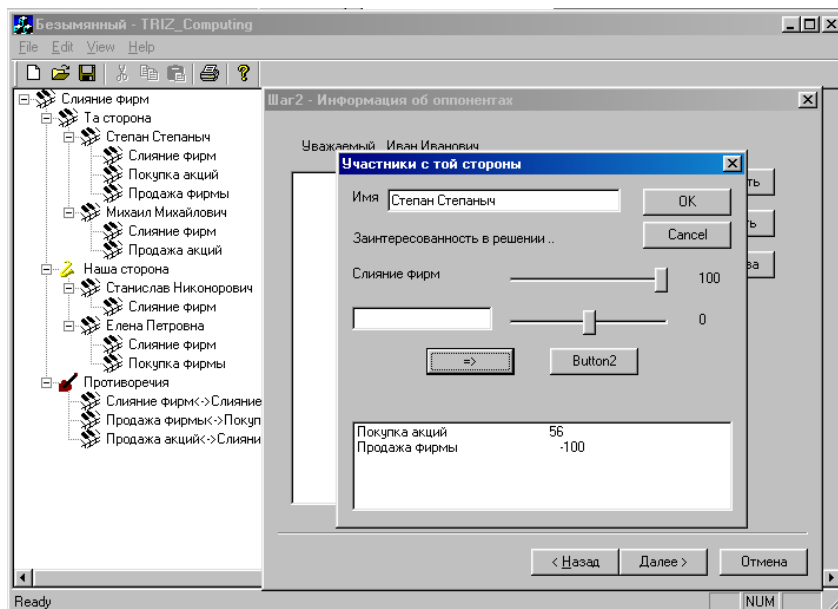 Безымянный - TRIZ_Computing
File Edit View Help
Слияние фирм
Та сторона
Степан Степаныч
Слияние фирм
Покупка акций
Продажа фирмы
Михаил Михайлович
Слияние фирм
Продажа акций
Наша сторона
Станислав Никонорович
Слияние фирм
Елена Петровна
Слияние фирм
Покупка фирмы
Противоречия
Слияние фирм<->Слияние
Продажа фирмы<->Покуп
Продажа акций<->Слияни
Шаг2 - Информация об оппонентах
Уважаемый Иван Иванович
ть
ь
ва
Участники с той стороны
Имя Степан Степаныч
OK
Cancel
Заинтересованность в решении ..
Слияние фирм 100
0
=> Button2
Покупка акций 56
Продажа фирмы -100
< Назад Далее > Отмена
Ready NUM